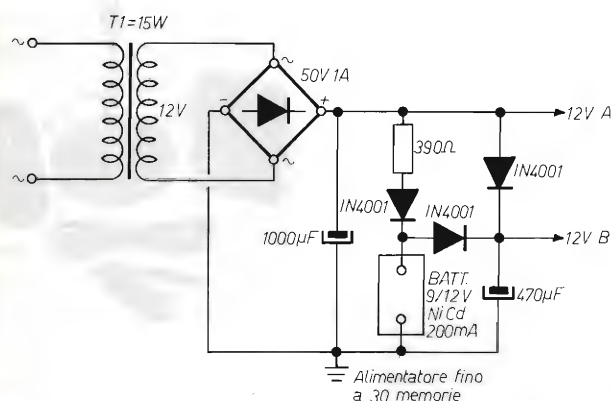 T1=15W
12V
50V 1A
~
~
~
~
-
+
12V A
390Ω
IN4001
IN4001
IN4001
12V B
1000µF
BATT.
9/12V
NiCd
200mA
470µF
Alimentatore fino
a 30 memorie